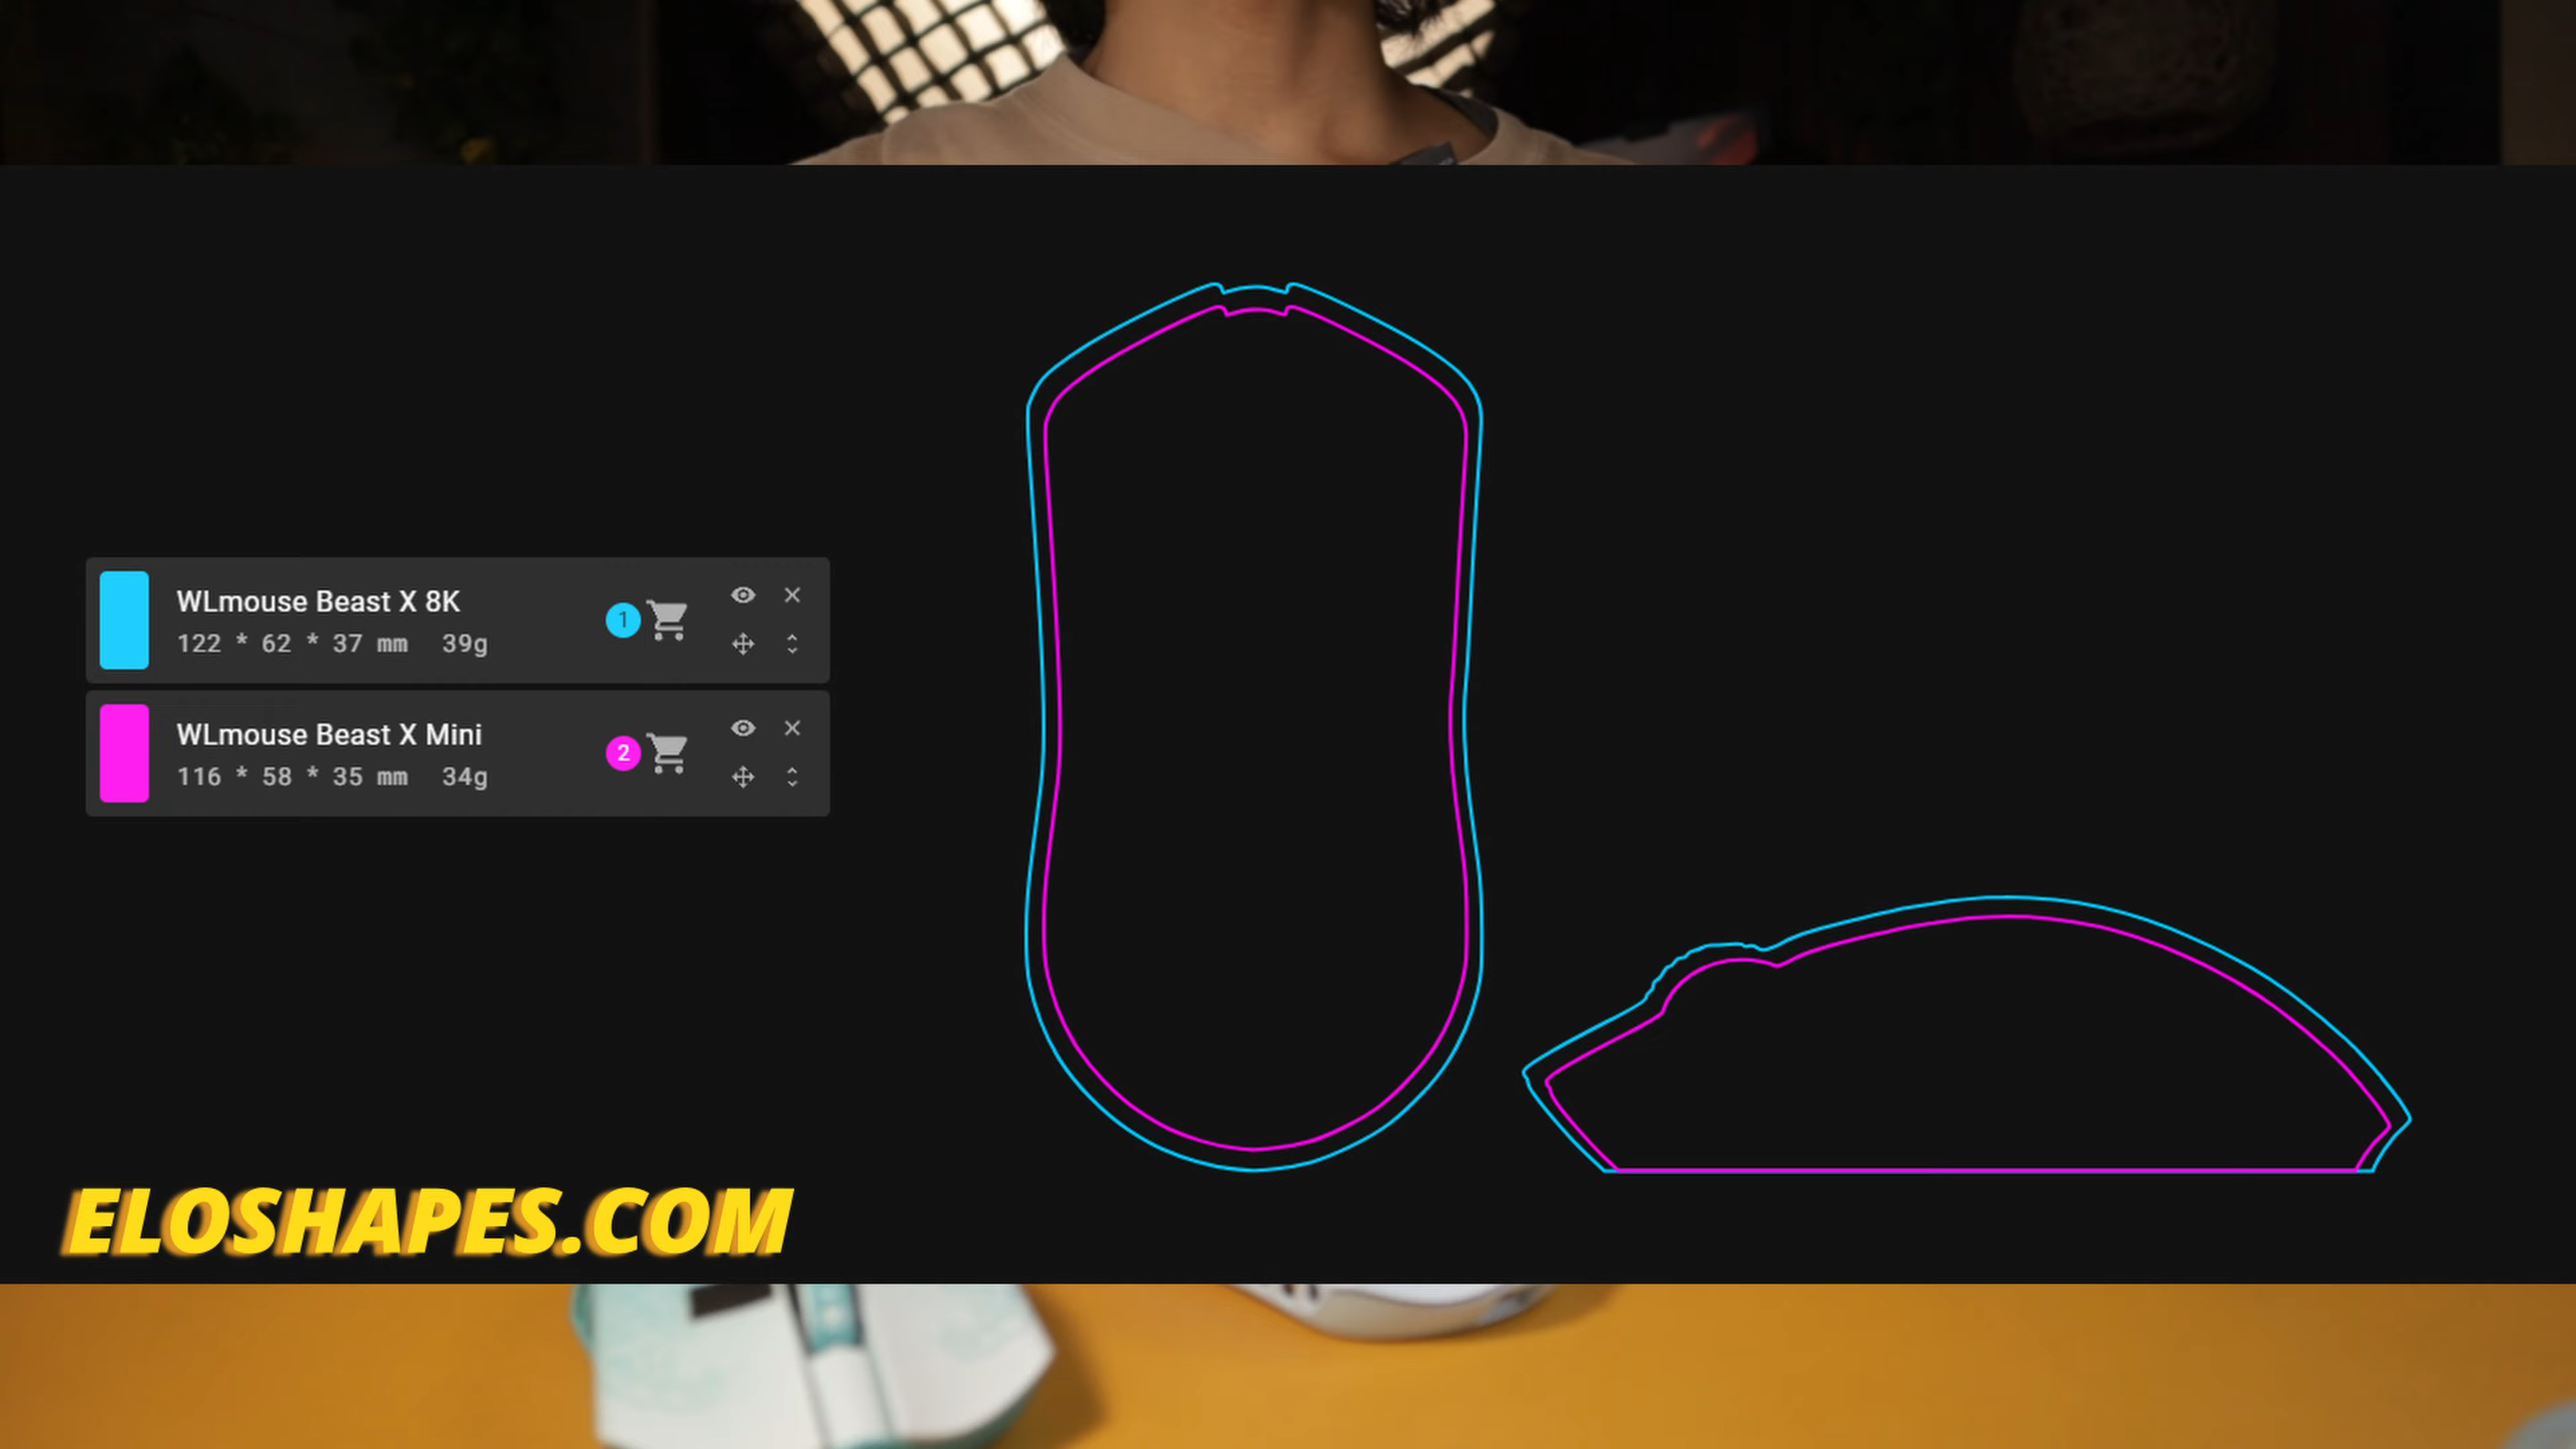 WLmouse Beast X 8K
122 * 62 * 37 mm 39g
1
WLmouse Beast X Mini
116 * 58 * 35 mm 34g
2
ELOSHAPES.COM